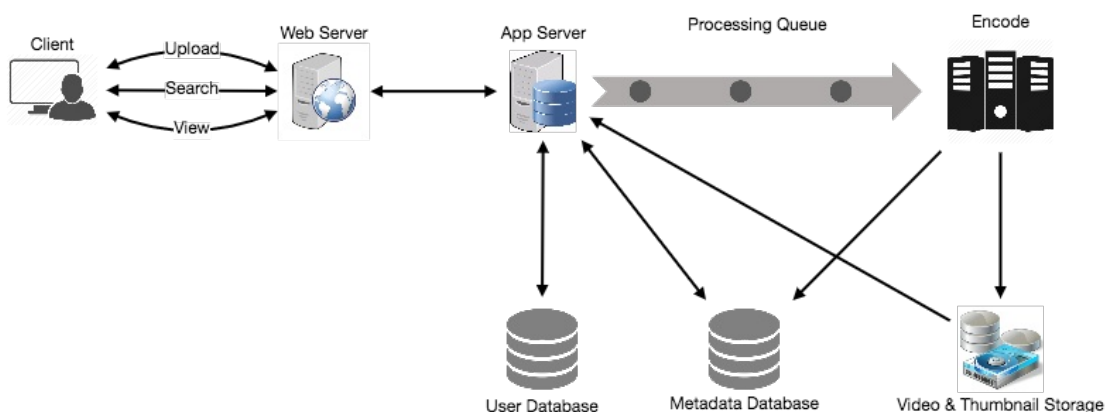 Processing Queue
Encode
Client
Web Server
App Server
Upload
Search
View
User Database
Metadata Database
Video & Thumbnail Storage